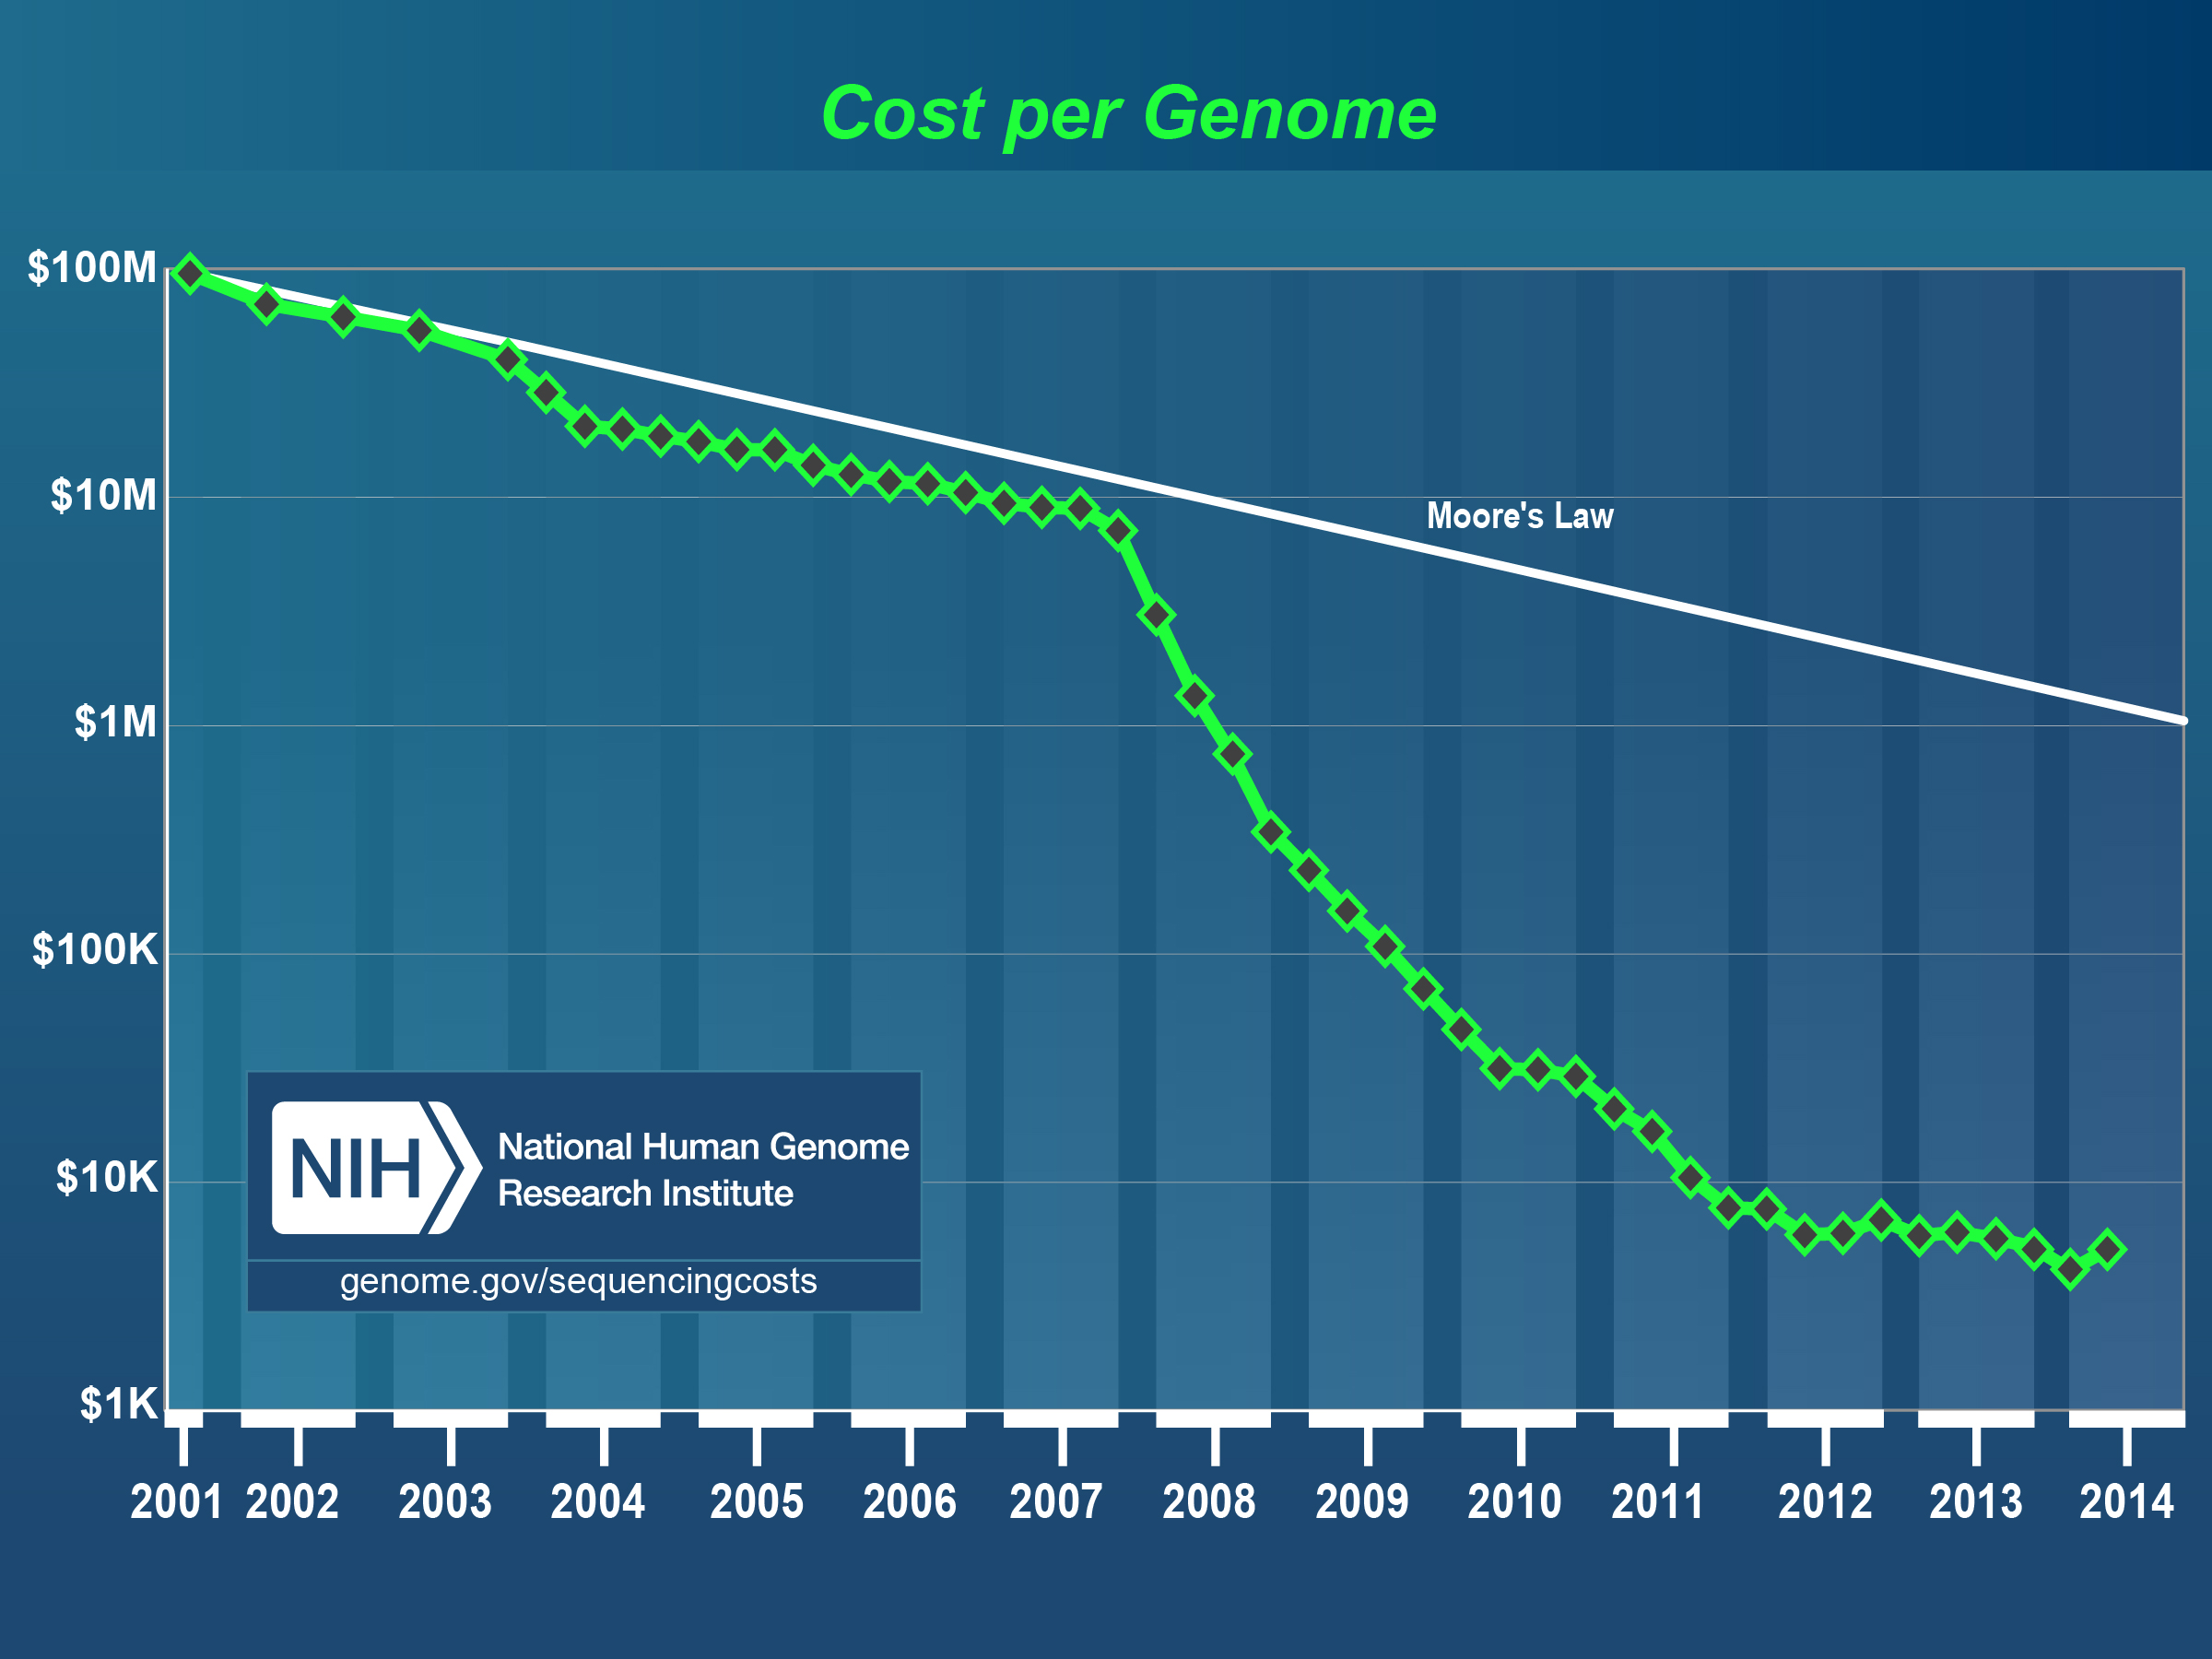 Cost per Genome
$100M
$10M
$1M
$100K
$10K
$1K
Moore's Law
NIH
National Human Genome
Research Institute
genome.gov/sequencingcosts
2001 2002 2003 2004 2005 2006 2007 2008 2009 2010 2011 2012 2013 2014